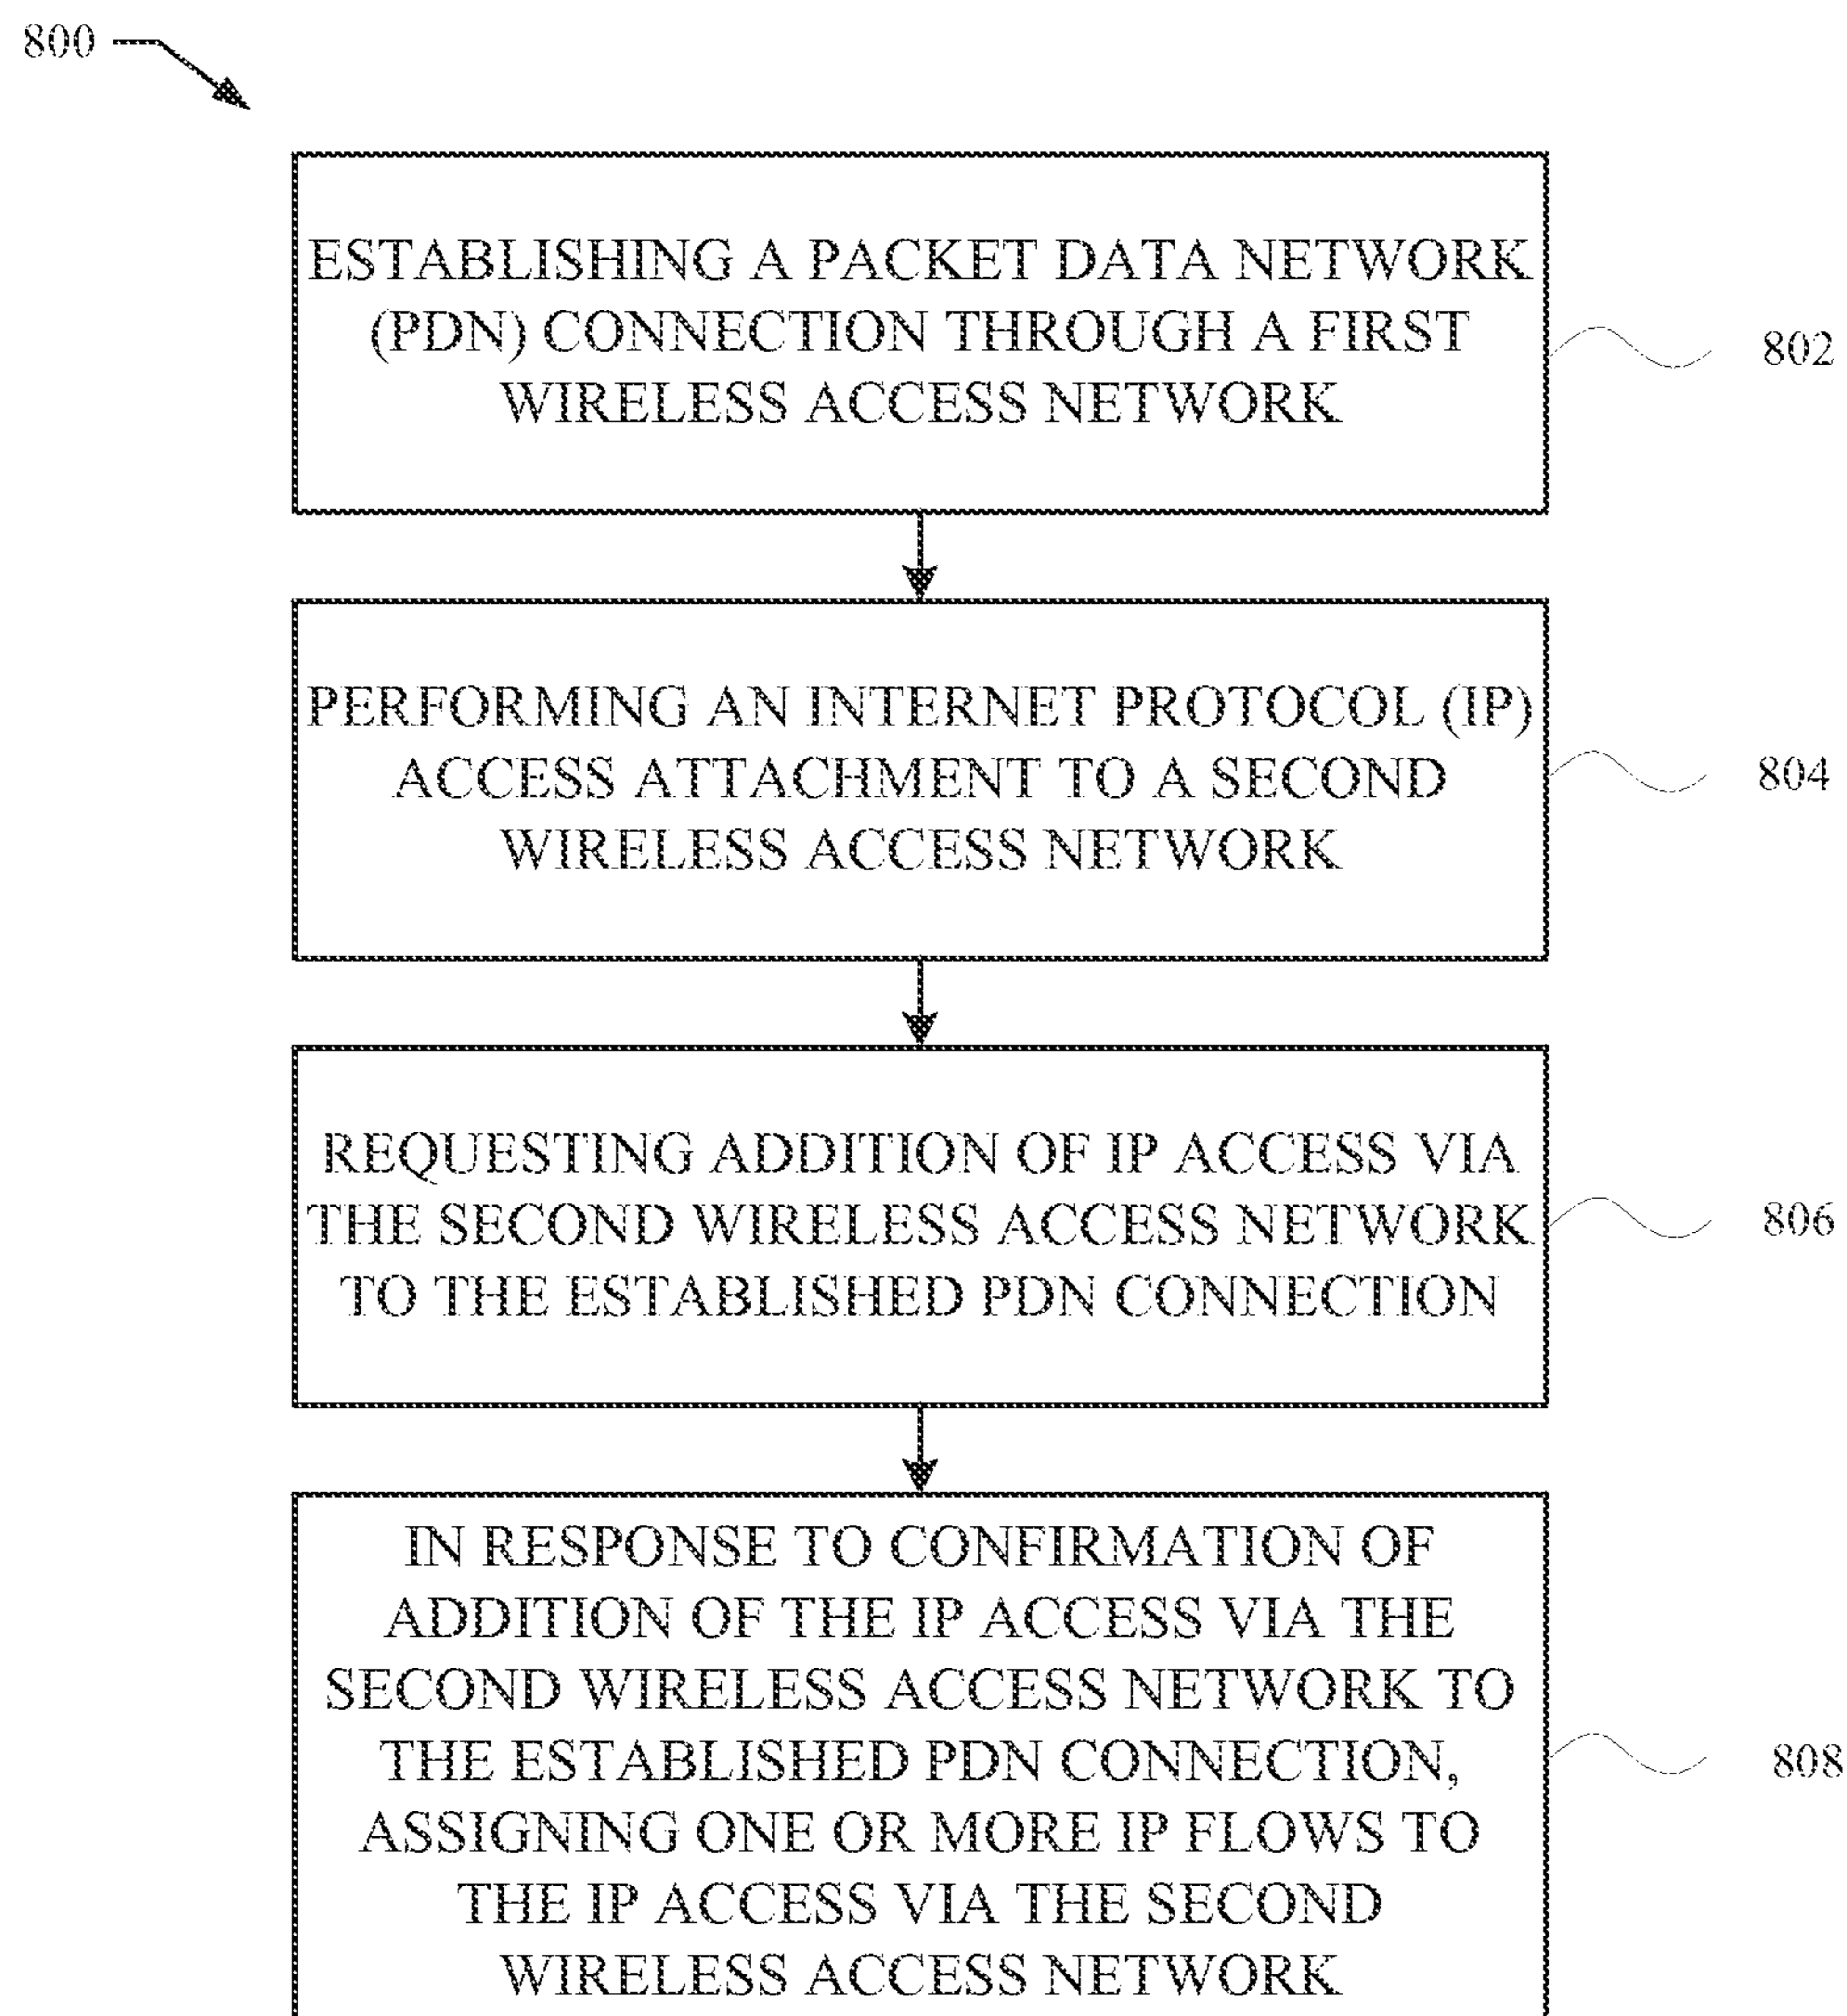 800
ESTABLISHING A PACKET DATA NETWORK
(PDN) CONNECTION THROUGH A FIRST
WIRELESS ACCESS NETWORK
802
PERFORMING AN INTERNET PROTOCOL (IP)
ACCESS ATTACHMENT TO A SECOND
WIRELESS ACCESS NETWORK
804
REQUESTING ADDITION OF IP ACCESS VIA
THE SECOND WIRELESS ACCESS NETWORK
TO THE ESTABLISHED PDN CONNECTION
806
IN RESPONSE TO CONFIRMATION OF
ADDITION OF THE IP ACCESS VIA THE
SECOND WIRELESS ACCESS NETWORK TO
THE ESTABLISHED PDN CONNECTION,
ASSIGNING ONE OR MORE IP FLOWS TO
THE IP ACCESS VIA THE SECOND
WIRELESS ACCESS NETWORK
808